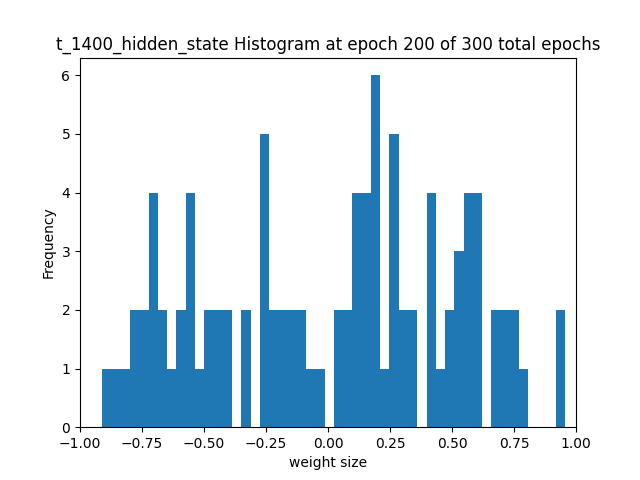 t_1400_hidden_state Histogram at epoch 200 of 300 total epochs
6
5
4
3
2
1
0
Frequency
−1.00 −0.75 −0.50 −0.25 0.00 0.25 0.50 0.75 1.00
weight size